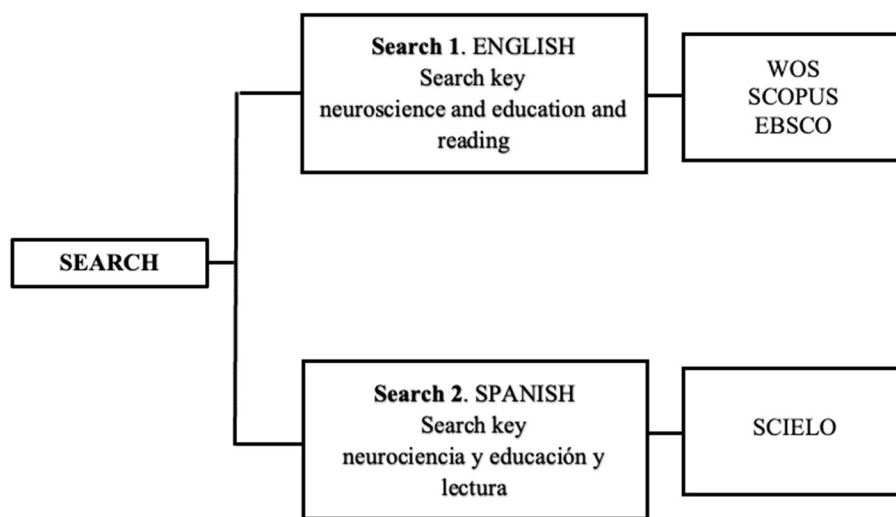 Search 1. ENGLISH
Search key
neuroscience and education and
reading
WOS
SCOPUS
EBSCO
SEARCH
Search 2. SPANISH
Search key
neurociencia y educación y
lectura
SCIELO